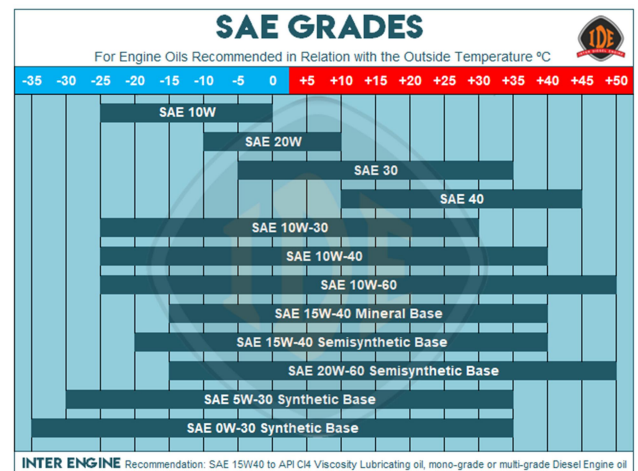 SAE GRADES
For Engine Oils Recommended in Relation with the Outside Temperature ºC
IDE
-35 -30 -25 -20 -15 -10 -5 0 +5 +10 +15 +20 +25 +30 +35 +40 +45 +50
SAE 10W
SAE 20W
SAE 30
SAE 40
SAE 10W-30
SAE 10W-40
SAE 10W-60
SAE 15W-40 Mineral Base
SAE 15W-40 Semisynthetic Base
SAE 20W-60 Semisynthetic Base
SAE 5W-30 Synthetic Base
SAE 0W-30 Synthetic Base
INTER ENGINE Recommendation: SAE 15W40 to API CI4 Viscosity Lubricating oil, mono-grade or multi-grade Diesel Engine oil